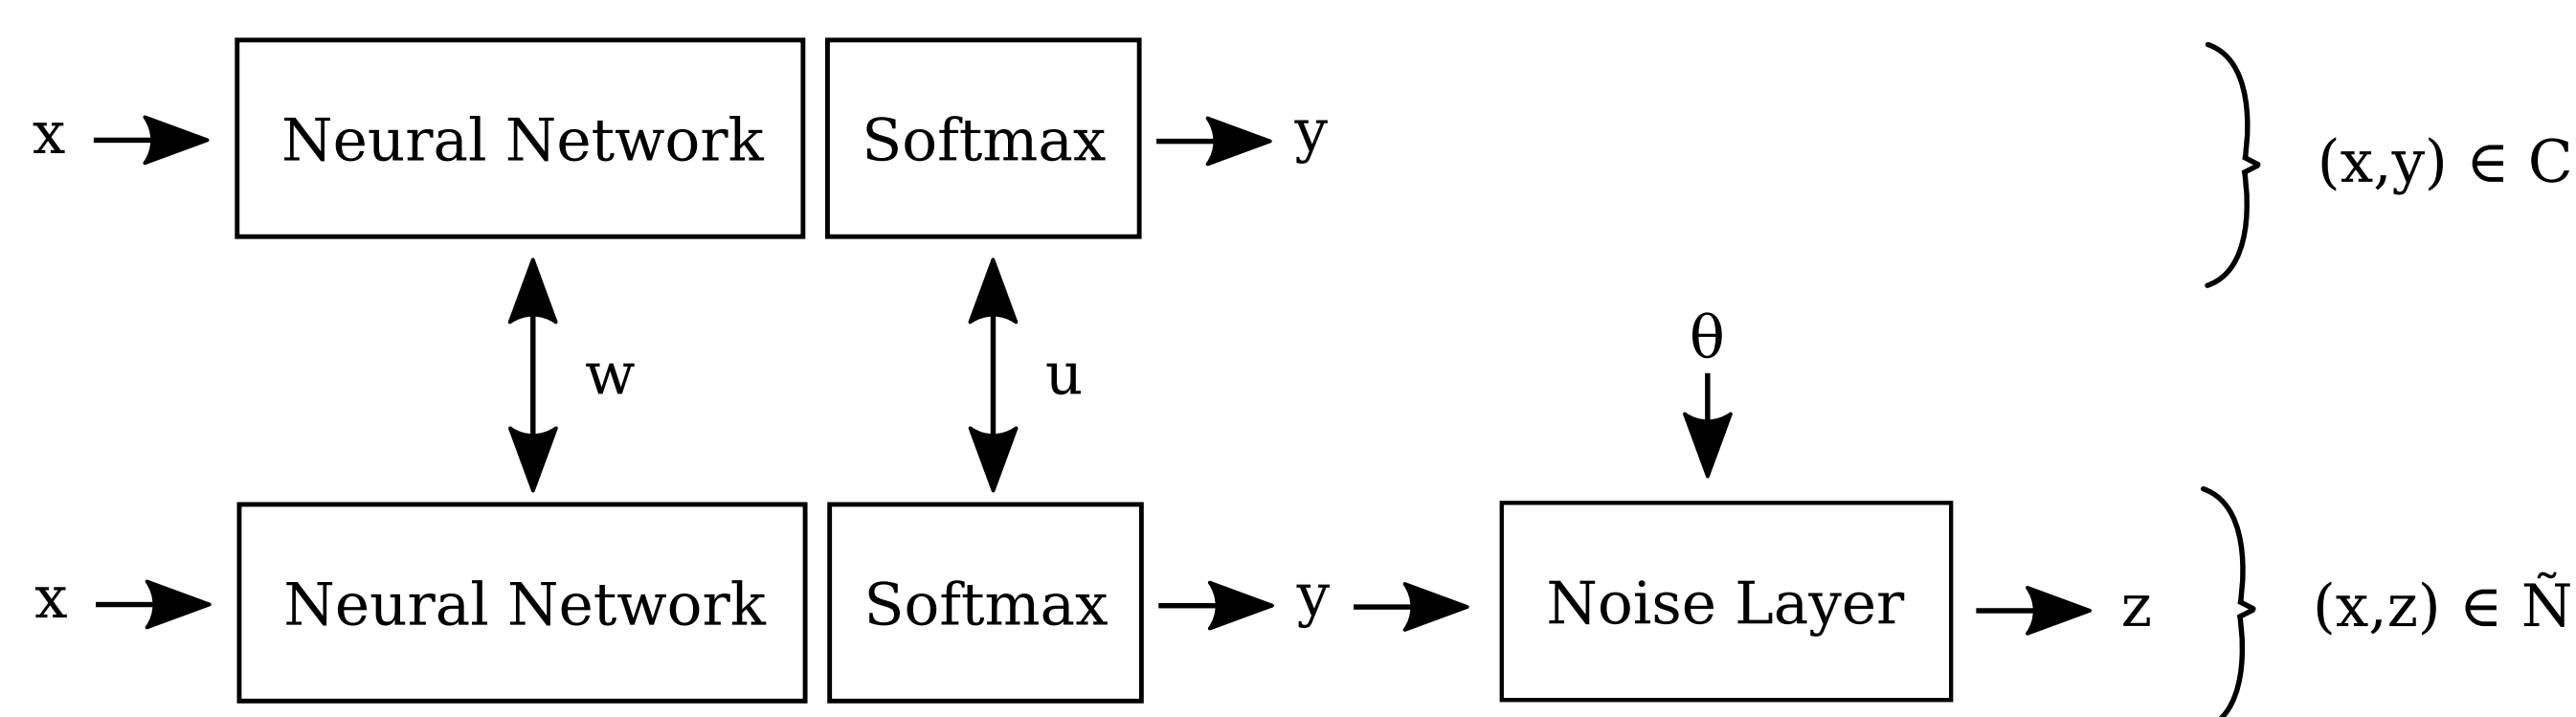 x Neural Network Softmax y (x,y) ∈ C
w u θ
x Neural Network Softmax y Noise Layer z (x,z) ∈ Ñ